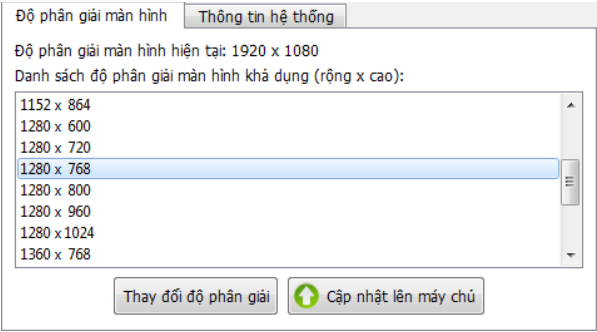 Độ phân giải màn hình Thông tin hệ thống
Độ phân giải màn hình hiện tại: 1920 x 1080
Danh sách độ phân giải màn hình khả dụng (rộng x cao):
1152 x 864
1280 x 600
1280 x 720
1280 x 768
1280 x 800
1280 x 960
1280 x 1024
1360 x 768
Thay đổi độ phân giải Cập nhật lên máy chủ